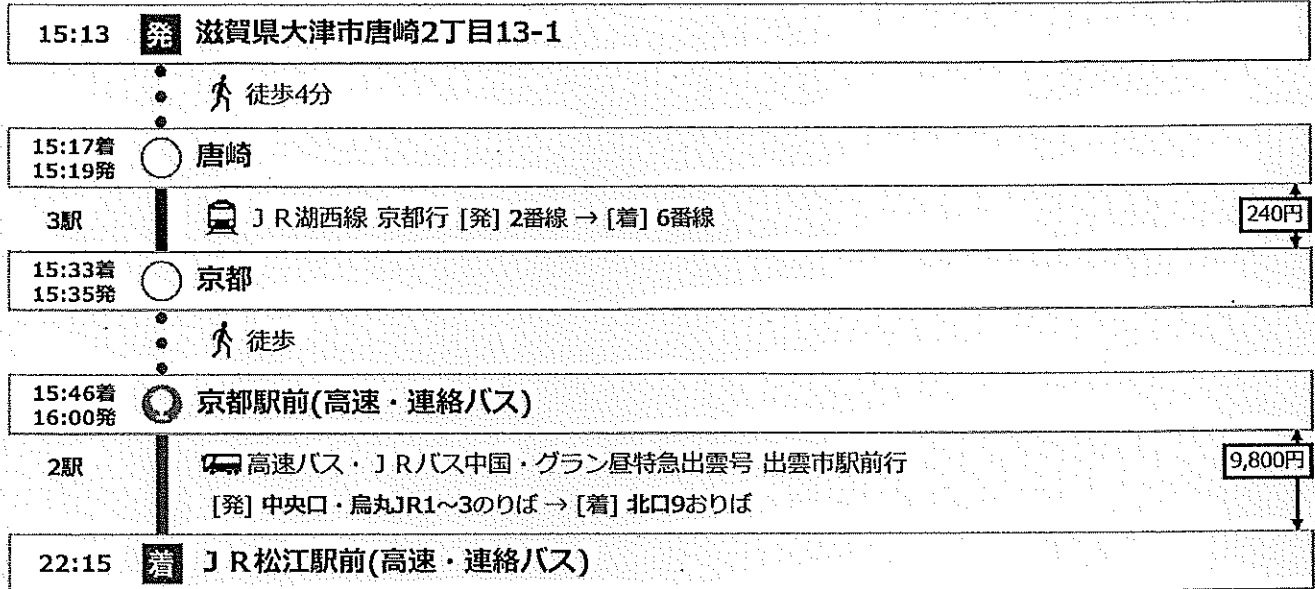 15:13 発 滋賀県大津市唐崎2丁目13-1
徒歩4分
15:17着
15:19発
唐崎
3駅 ＪＲ湖西線 京都行 [発] 2番線 → [着] 6番線
240円
15:33着
15:35発
京都
徒歩
15:46着
16:00発
京都駅前(高速・連絡バス)
2駅 高速バス・ＪＲバス中国・グラン昼特急出雲号 出雲市駅前行
9,800円
[発] 中央口・烏丸JR1～3のりば → [着] 北口9おりば
22:15 着 ＪＲ松江駅前(高速・連絡バス)